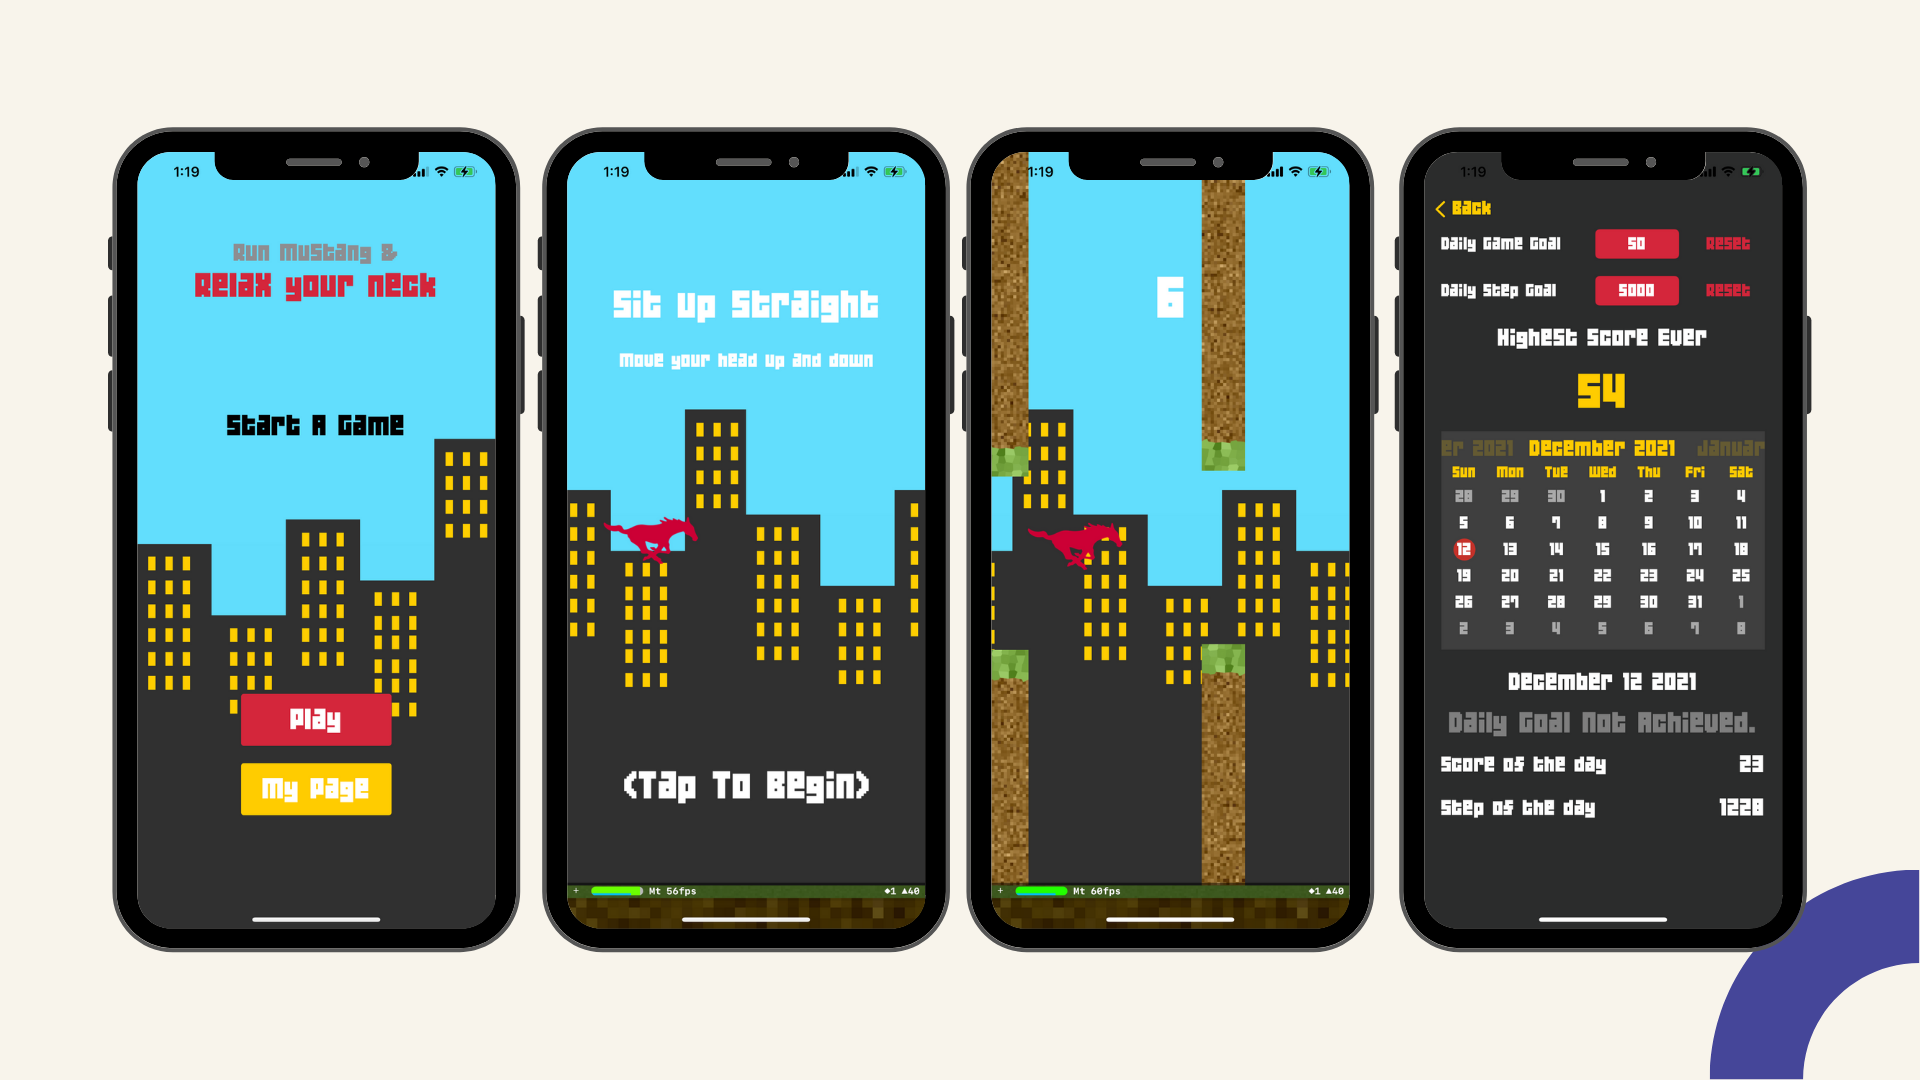 1:19
Run Mustang &
Relax your neck
Start A Game
Play
My Page
1:19
Sit Up Straight
Move your head up and down
(Tap To Begin)
+ Mt 56fps ◆1 ▲40
1:19
6
+ Mt 60fps ◆1 ▲40
1:19
Back
Daily Game Goal 50 Reset
Daily Step Goal 5000 Reset
Highest Score Ever
54
er 2021 December 2021 Januar
Sun Mon Tue Wed Thu Fri Sat
28 29 30 1 2 3 4
5 6 7 8 9 10 11
12 13 14 15 16 17 18
19 20 21 22 23 24 25
26 27 28 29 30 31 1
2 3 4 5 6 7 8
December 12 2021
Daily Goal Not Achieved.
Score of the day 23
Step of the day 1228